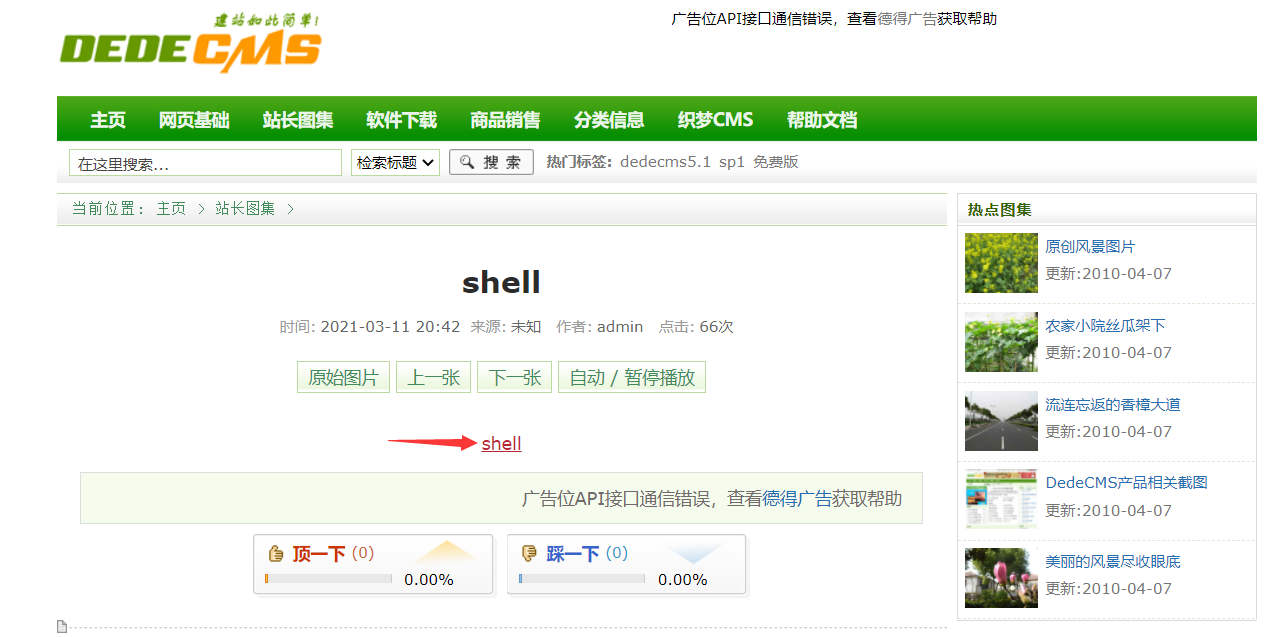 建站如此简单!
DEDECMS
广告位API接口通信错误，查看德得广告获取帮助
主页 网页基础 站长图集 软件下载 商品销售 分类信息 织梦CMS 帮助文档
在这里搜索... 检索标题 搜 索 热门标签: dedecms5.1 sp1 免费版
当前位置: 主页 > 站长图集 >
shell
时间: 2021-03-11 20:42 来源: 未知 作者: admin 点击: 66次
原始图片 上一张 下一张 自动 / 暂停播放
shell
广告位API接口通信错误，查看德得广告获取帮助
顶一下 (0)
0.00%
踩一下 (0)
0.00%
热点图集
原创风景图片
更新:2010-04-07
农家小院丝瓜架下
更新:2010-04-07
流连忘返的香樟大道
更新:2010-04-07
DedeCMS产品相关截图
更新:2010-04-07
美丽的风景尽收眼底
更新:2010-04-07